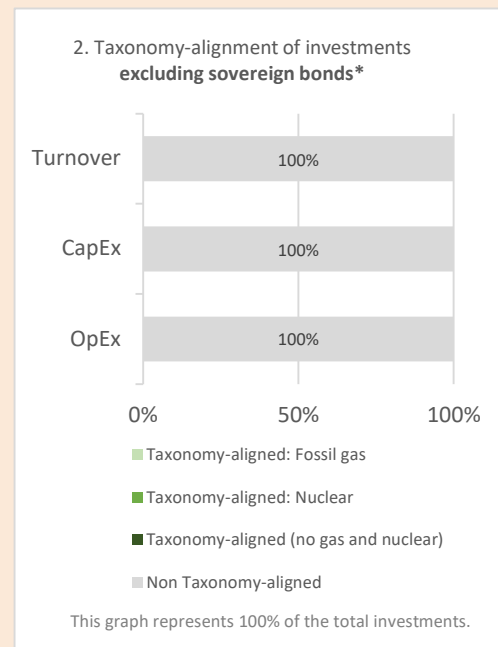 2. Taxonomy-alignment of investments
excluding sovereign bonds*
Turnover
100%
CapEx
100%
OpEx
100%
0% 50% 100%
Taxonomy-aligned: Fossil gas
Taxonomy-aligned: Nuclear
Taxonomy-aligned (no gas and nuclear)
Non Taxonomy-aligned
This graph represents 100% of the total investments.